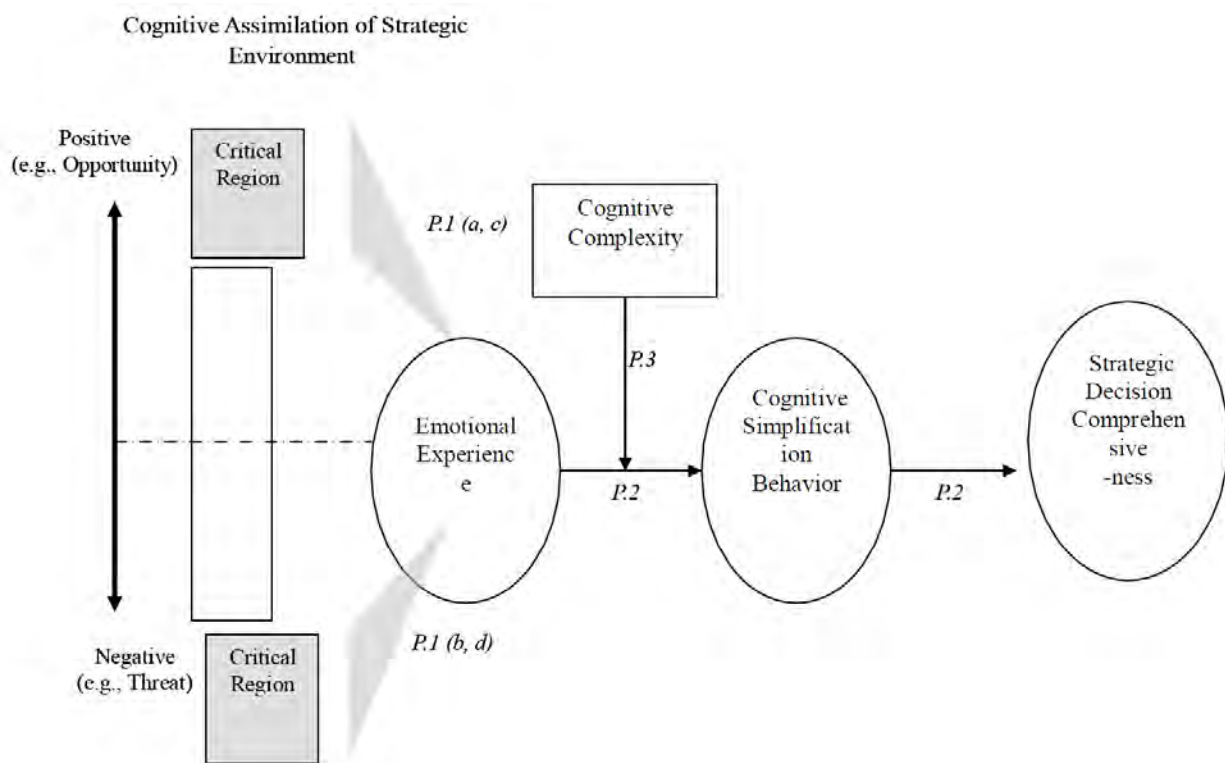 Cognitive Assimilation of Strategic
Environment
Positive
(e.g., Opportunity)
Critical
Region
P.1 (a, c)
Cognitive
Complexity
P.3
Emotional
Experienc
e
P.2
Cognitive
Simplificat
ion
Behavior
P.2
Strategic
Decision
Comprehen
sive
-ness
P.1 (b, d)
Negative
(e.g., Threat)
Critical
Region